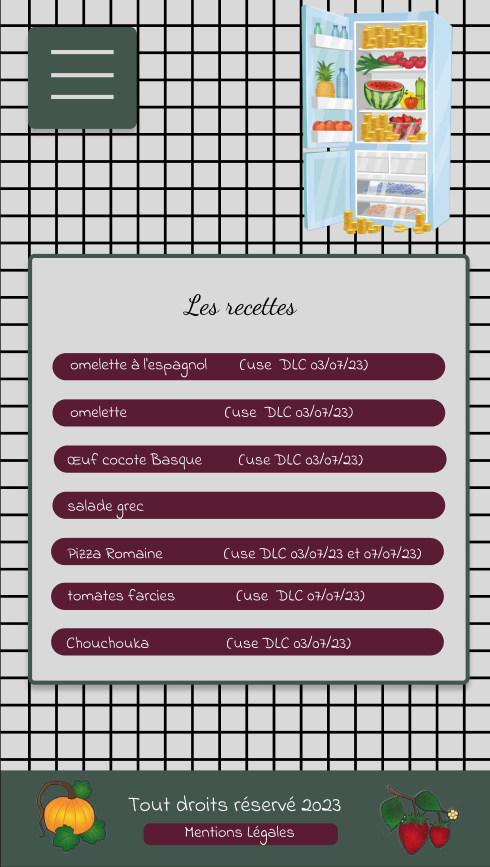 Les recettes
omelette à l'espagnol (use DLC 03/07/23)
omelette (use DLC 03/07/23)
Œuf cocote Basque (use DLC 03/07/23)
salade grec
Pizza Romaine (use DLC 03/07/23 et 07/07/23)
tomates farcies (use DLC 07/07/23)
Chouchouka (use DLC 03/07/23)
Tout droits réservé 2023
Mentions Légales